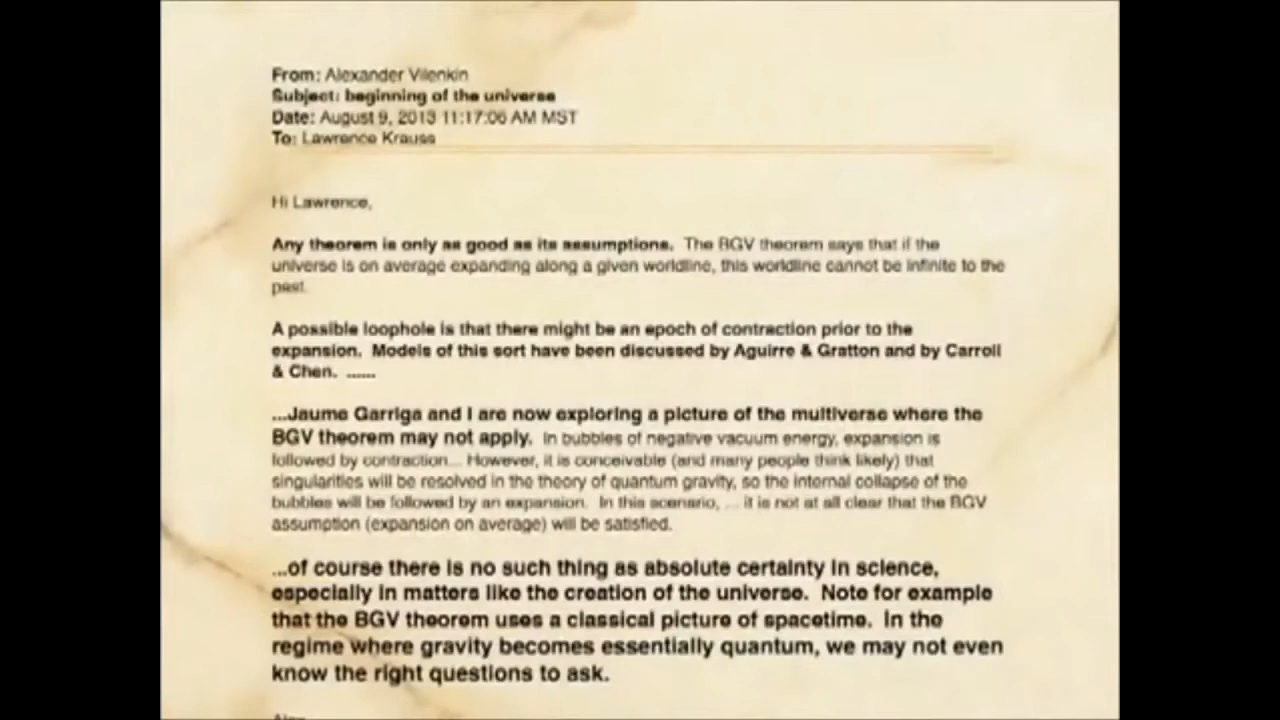 From: Alexander Vilenkin
Subject: beginning of the universe
Date: August 9, 2013 11:17:06 AM MST
To: Lawrence Krauss
Hi Lawrence,
Any theorem is only as good as its assumptions. The BGV theorem says that if the
universe is on average expanding along a given worldline, this worldline cannot be infinite to the
past.
A possible loophole is that there might be an epoch of contraction prior to the
expansion. Models of this sort have been discussed by Aguirre & Gratton and by Carroll
& Chen. ......
...Jaume Garriga and I are now exploring a picture of the multiverse where the
BGV theorem may not apply. In bubbles of negative vacuum energy, expansion is
followed by contraction... However, it is conceivable (and many people think likely) that
singularities will be resolved in the theory of quantum gravity, so the internal collapse of the
bubbles will be followed by an expansion. In this scenario, ... it is not at all clear that the BGV
assumption (expansion on average) will be satisfied.
...of course there is no such thing as absolute certainty in science,
especially in matters like the creation of the universe. Note for example
that the BGV theorem uses a classical picture of spacetime. In the
regime where gravity becomes essentially quantum, we may not even
know the right questions to ask.